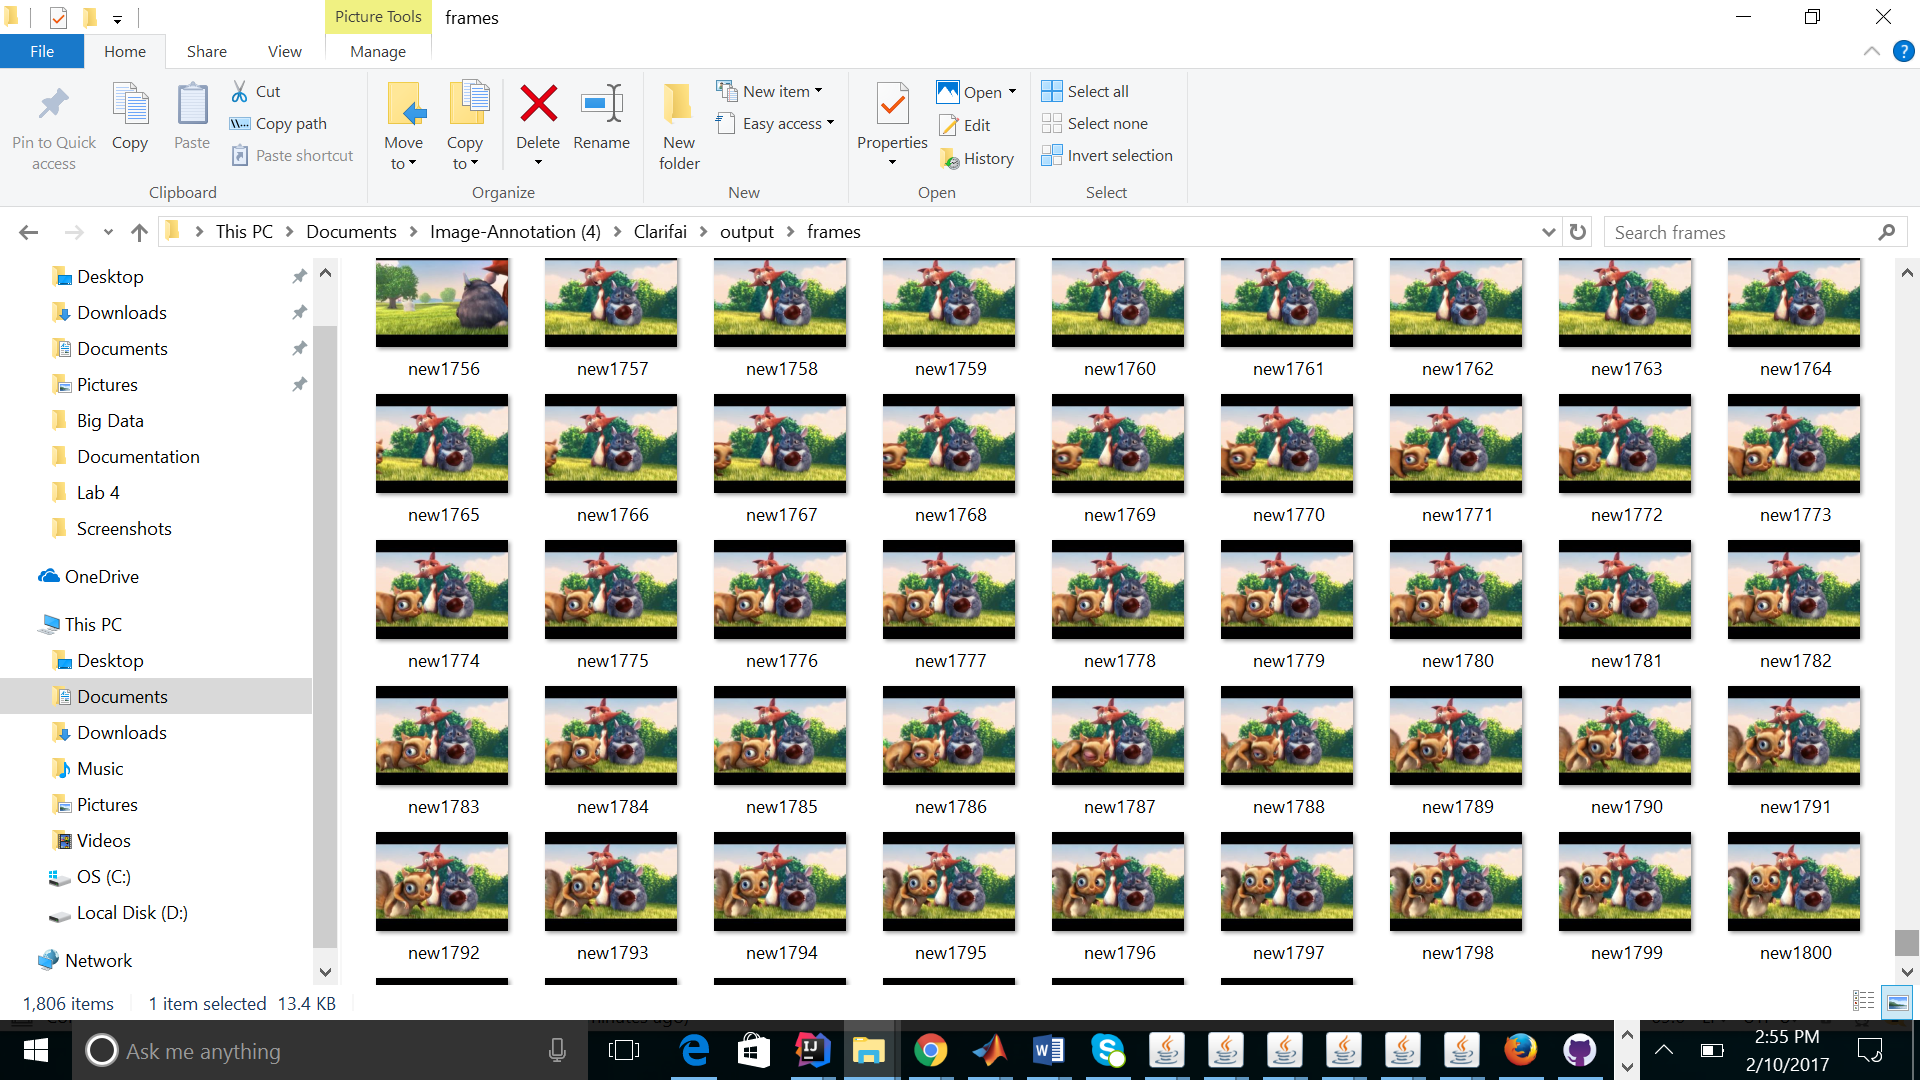 Picture Tools
frames
File
Home
Share
View
Manage
Pin to Quick access
Copy
Paste
Cut
Copy path
Paste shortcut
Clipboard
Move to
Copy to
Delete
Rename
Organize
New folder
New item
Easy access
New
Properties
Open
Edit
History
Open
Select all
Select none
Invert selection
Select
This PC > Documents > Image-Annotation (4) > Clarifai > output > frames
Search frames
Desktop
Downloads
Documents
Pictures
Big Data
Documentation
Lab 4
Screenshots
OneDrive
This PC
Desktop
Documents
Downloads
Music
Pictures
Videos
OS (C:)
Local Disk (D:)
Network
new1756 new1757 new1758 new1759 new1760 new1761 new1762 new1763 new1764
new1765 new1766 new1767 new1768 new1769 new1770 new1771 new1772 new1773
new1774 new1775 new1776 new1777 new1778 new1779 new1780 new1781 new1782
new1783 new1784 new1785 new1786 new1787 new1788 new1789 new1790 new1791
new1792 new1793 new1794 new1795 new1796 new1797 new1798 new1799 new1800
1,806 items 1 item selected 13.4 KB
Ask me anything
2:55 PM
2/10/2017